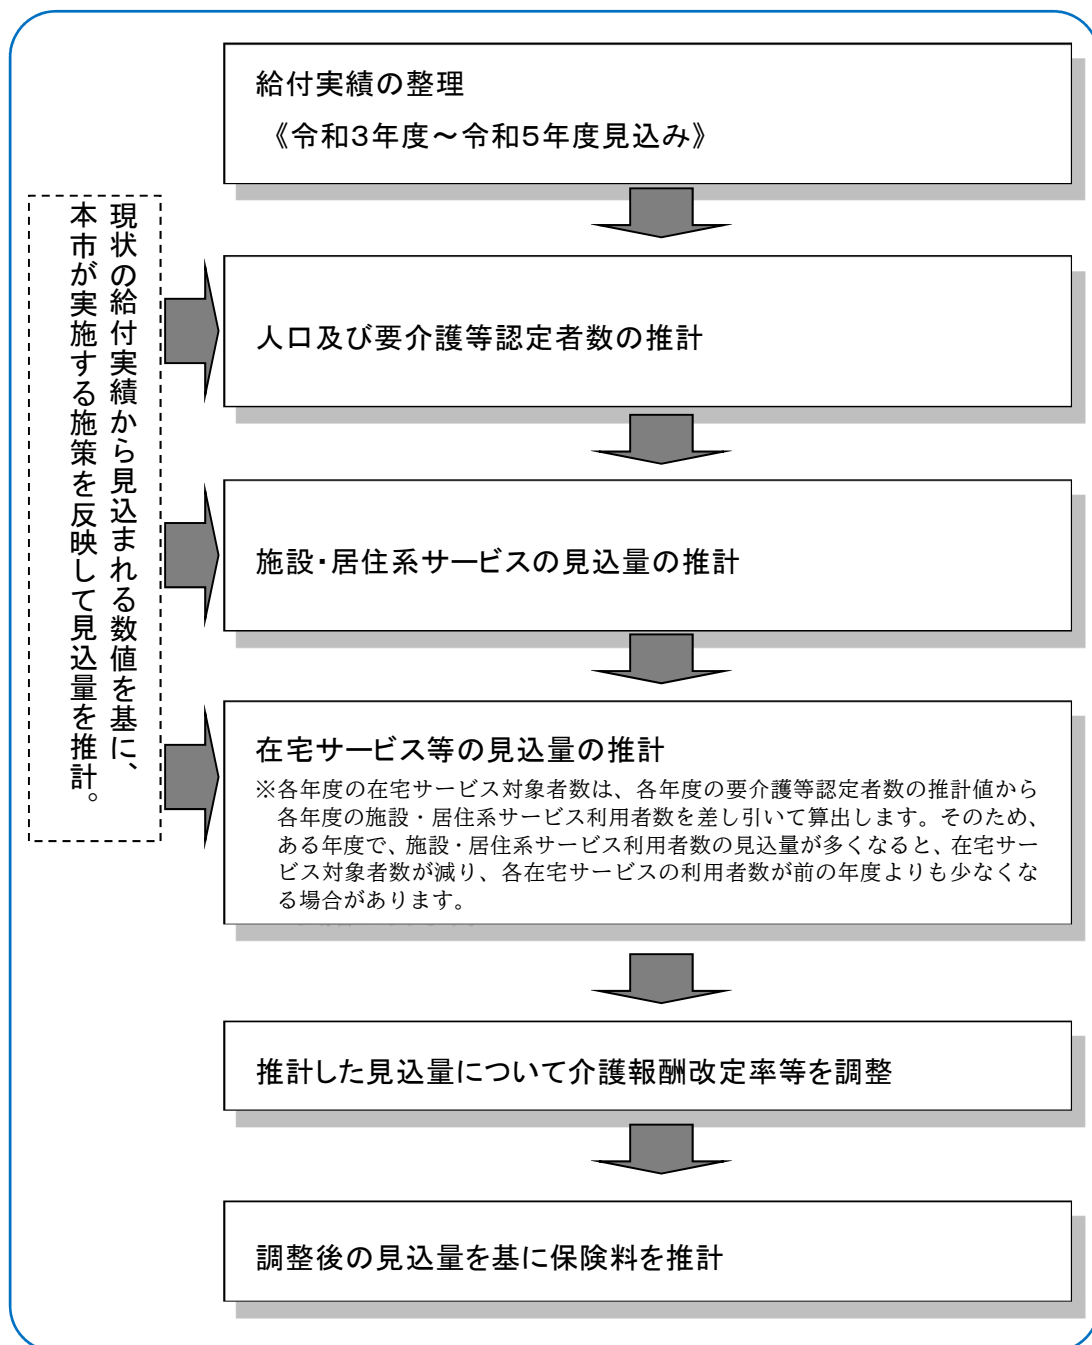 給付実績の整理
《令和3年度～令和5年度見込み》
現状の給付実績から見込まれる数値を基に、
本市が実施する施策を反映して見込量を推計。
人口及び要介護等認定者数の推計
施設・居住系サービスの見込量の推計
在宅サービス等の見込量の推計
※各年度の在宅サービス対象者数は、各年度の要介護等認定者数の推計値から
各年度の施設・居住系サービス利用者数を差し引いて算出します。そのため、
ある年度で、施設・居住系サービス利用者数の見込量が多くなると、在宅サー
ビス対象者数が減り、各在宅サービスの利用者数が前の年度よりも少なくな
る場合があります。
推計した見込量について介護報酬改定率等を調整
調整後の見込量を基に保険料を推計